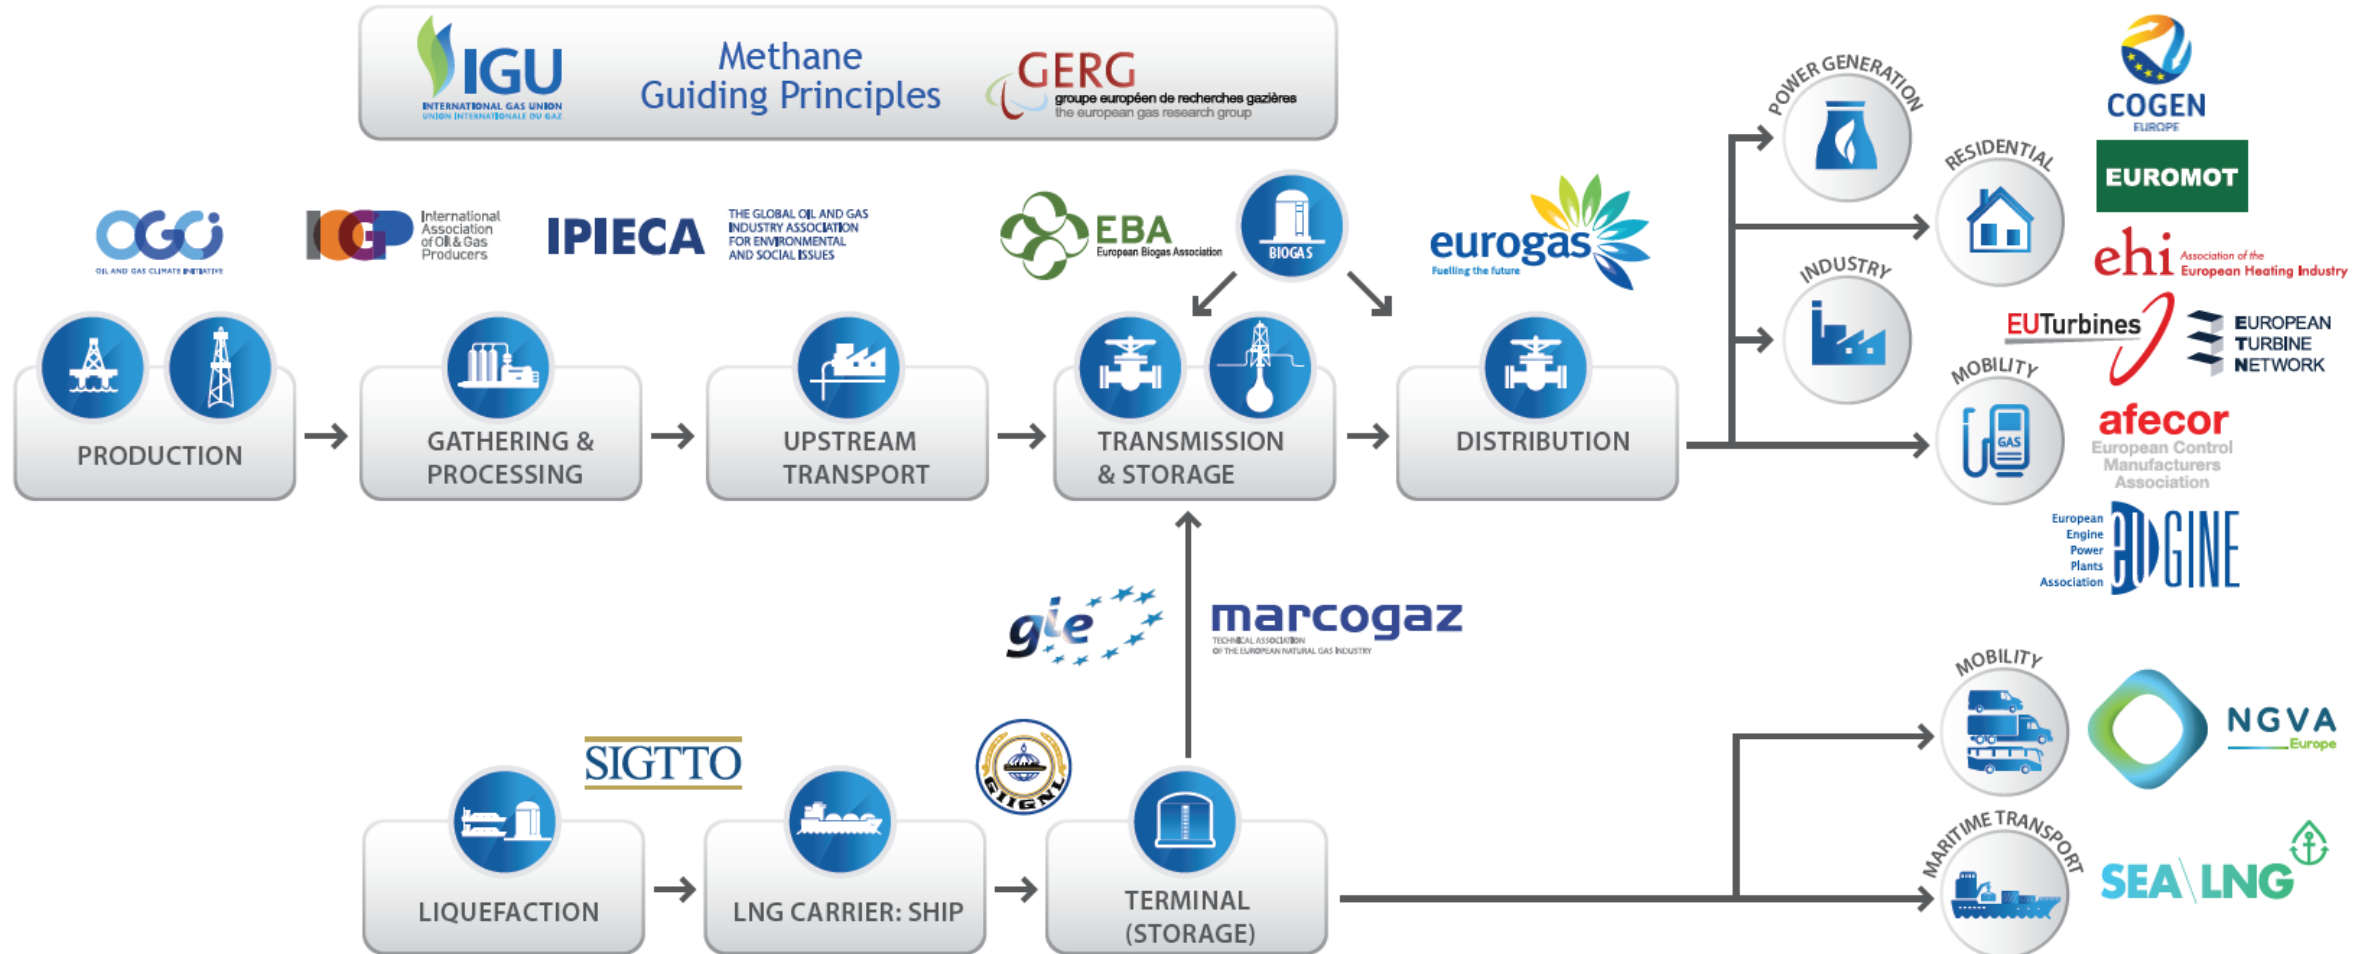 IGU
INTERNATIONAL GAS UNION
UNION INTERNATIONALE DU GAZ
Methane
Guiding Principles
GERG
groupe européen de recherches gazières
the european gas research group
OGCI
OIL AND GAS CLIMATE INITIATIVE
IOGP
International
Association
of Oil & Gas
Producers
IPIECA
THE GLOBAL OIL AND GAS
INDUSTRY ASSOCIATION
FOR ENVIRONMENTAL
AND SOCIAL ISSUES
EBA
European Biogas Association
BIOGAS
eurogas
Fuelling the future
PRODUCTION
GATHERING &
PROCESSING
UPSTREAM
TRANSPORT
TRANSMISSION
& STORAGE
DISTRIBUTION
POWER GENERATION
RESIDENTIAL
INDUSTRY
MOBILITY
GAS
COGEN
EUROPE
EUROMOT
ehi
Association of the
European Heating Industry
EUTurbines
EUROPEAN
TURBINE
NETWORK
afecor
European Control
Manufacturers
Association
European
Engine
Power
Plants
Association
EUGINE
gie
marcogaz
TECHNICAL ASSOCIATION
OF THE EUROPEAN NATURAL GAS INDUSTRY
SIGTTO
GIIGNL
LIQUEFACTION
LNG CARRIER: SHIP
TERMINAL
(STORAGE)
MOBILITY
NGVA
Europe
MARITIME TRANSPORT
SEA\LNG